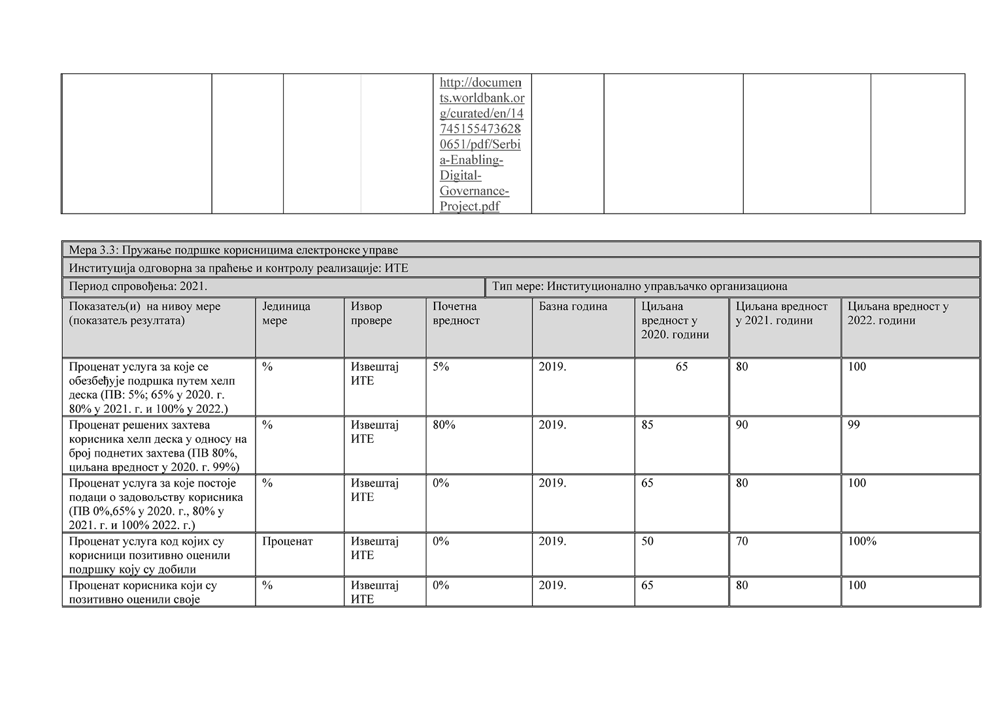 http://documen
ts.worldbank.or
g/curated/en/14
745155473628
0651/pdf/Serbi
a-Enabling-
Digital-
Governance-
Project.pdf
Мера 3.3: Пружање подршке корисницима електронске управе
Институција одговорна за праћење и контролу реализације: ИТЕ
Период спровођења: 2021.
Тип мере: Институционално управљачко организациона
Показатељ(и) на нивоу мере
(показатељ резултата)
Јединица
мере
Извор
провере
Почетна
вредност
Базна година
Циљана
вредност у
2020. години
Циљана вредност
у 2021. години
Циљана вредност у
2022. години
Проценат услуга за које се
обезбеђује подршка путем хелп
деска (ПВ: 5%; 65% у 2020. г.
80% у 2021. г. и 100% у 2022.)
%
Извештај
ИТЕ
5%
2019.
65
80
100
Проценат решених захтева
корисника хелп деска у односу на
број поднетих захтева (ПВ 80%,
циљана вредност у 2020. г. 99%)
%
Извештај
ИТЕ
80%
2019.
85
90
99
Проценат услуга за које постоје
подаци о задовољству корисника
(ПВ 0%,65% у 2020. г., 80% у
2021. г. и 100% 2022. г.)
%
Извештај
ИТЕ
0%
2019.
65
80
100
Проценат услуга код којих су
корисници позитивно оценили
подршку коју су добили
Проценат
Извештај
ИТЕ
0%
2019.
50
70
100%
Проценат корисника који су
позитивно оценили своје
%
Извештај
ИТЕ
0%
2019.
65
80
100